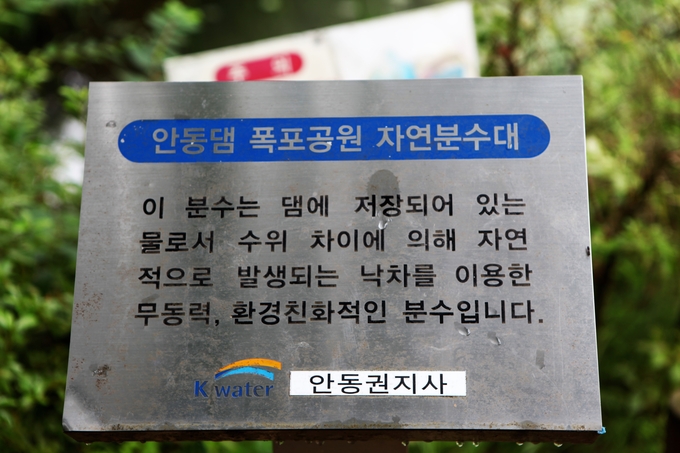 안동댐 폭포공원 자연분수대
이 분수는 댐에 저장되어 있는
물로서 수위 차이에 의해 자연
적으로 발생되는 낙차를 이용한
무동력, 환경친화적인 분수입니다.
K water 안동권지사